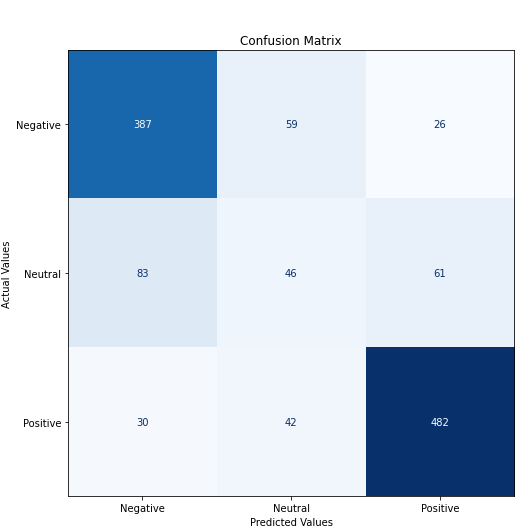 Confusion Matrix
Actual Values
Negative 387 59 26
Neutral 83 46 61
Positive 30 42 482
Negative Neutral Positive
Predicted Values